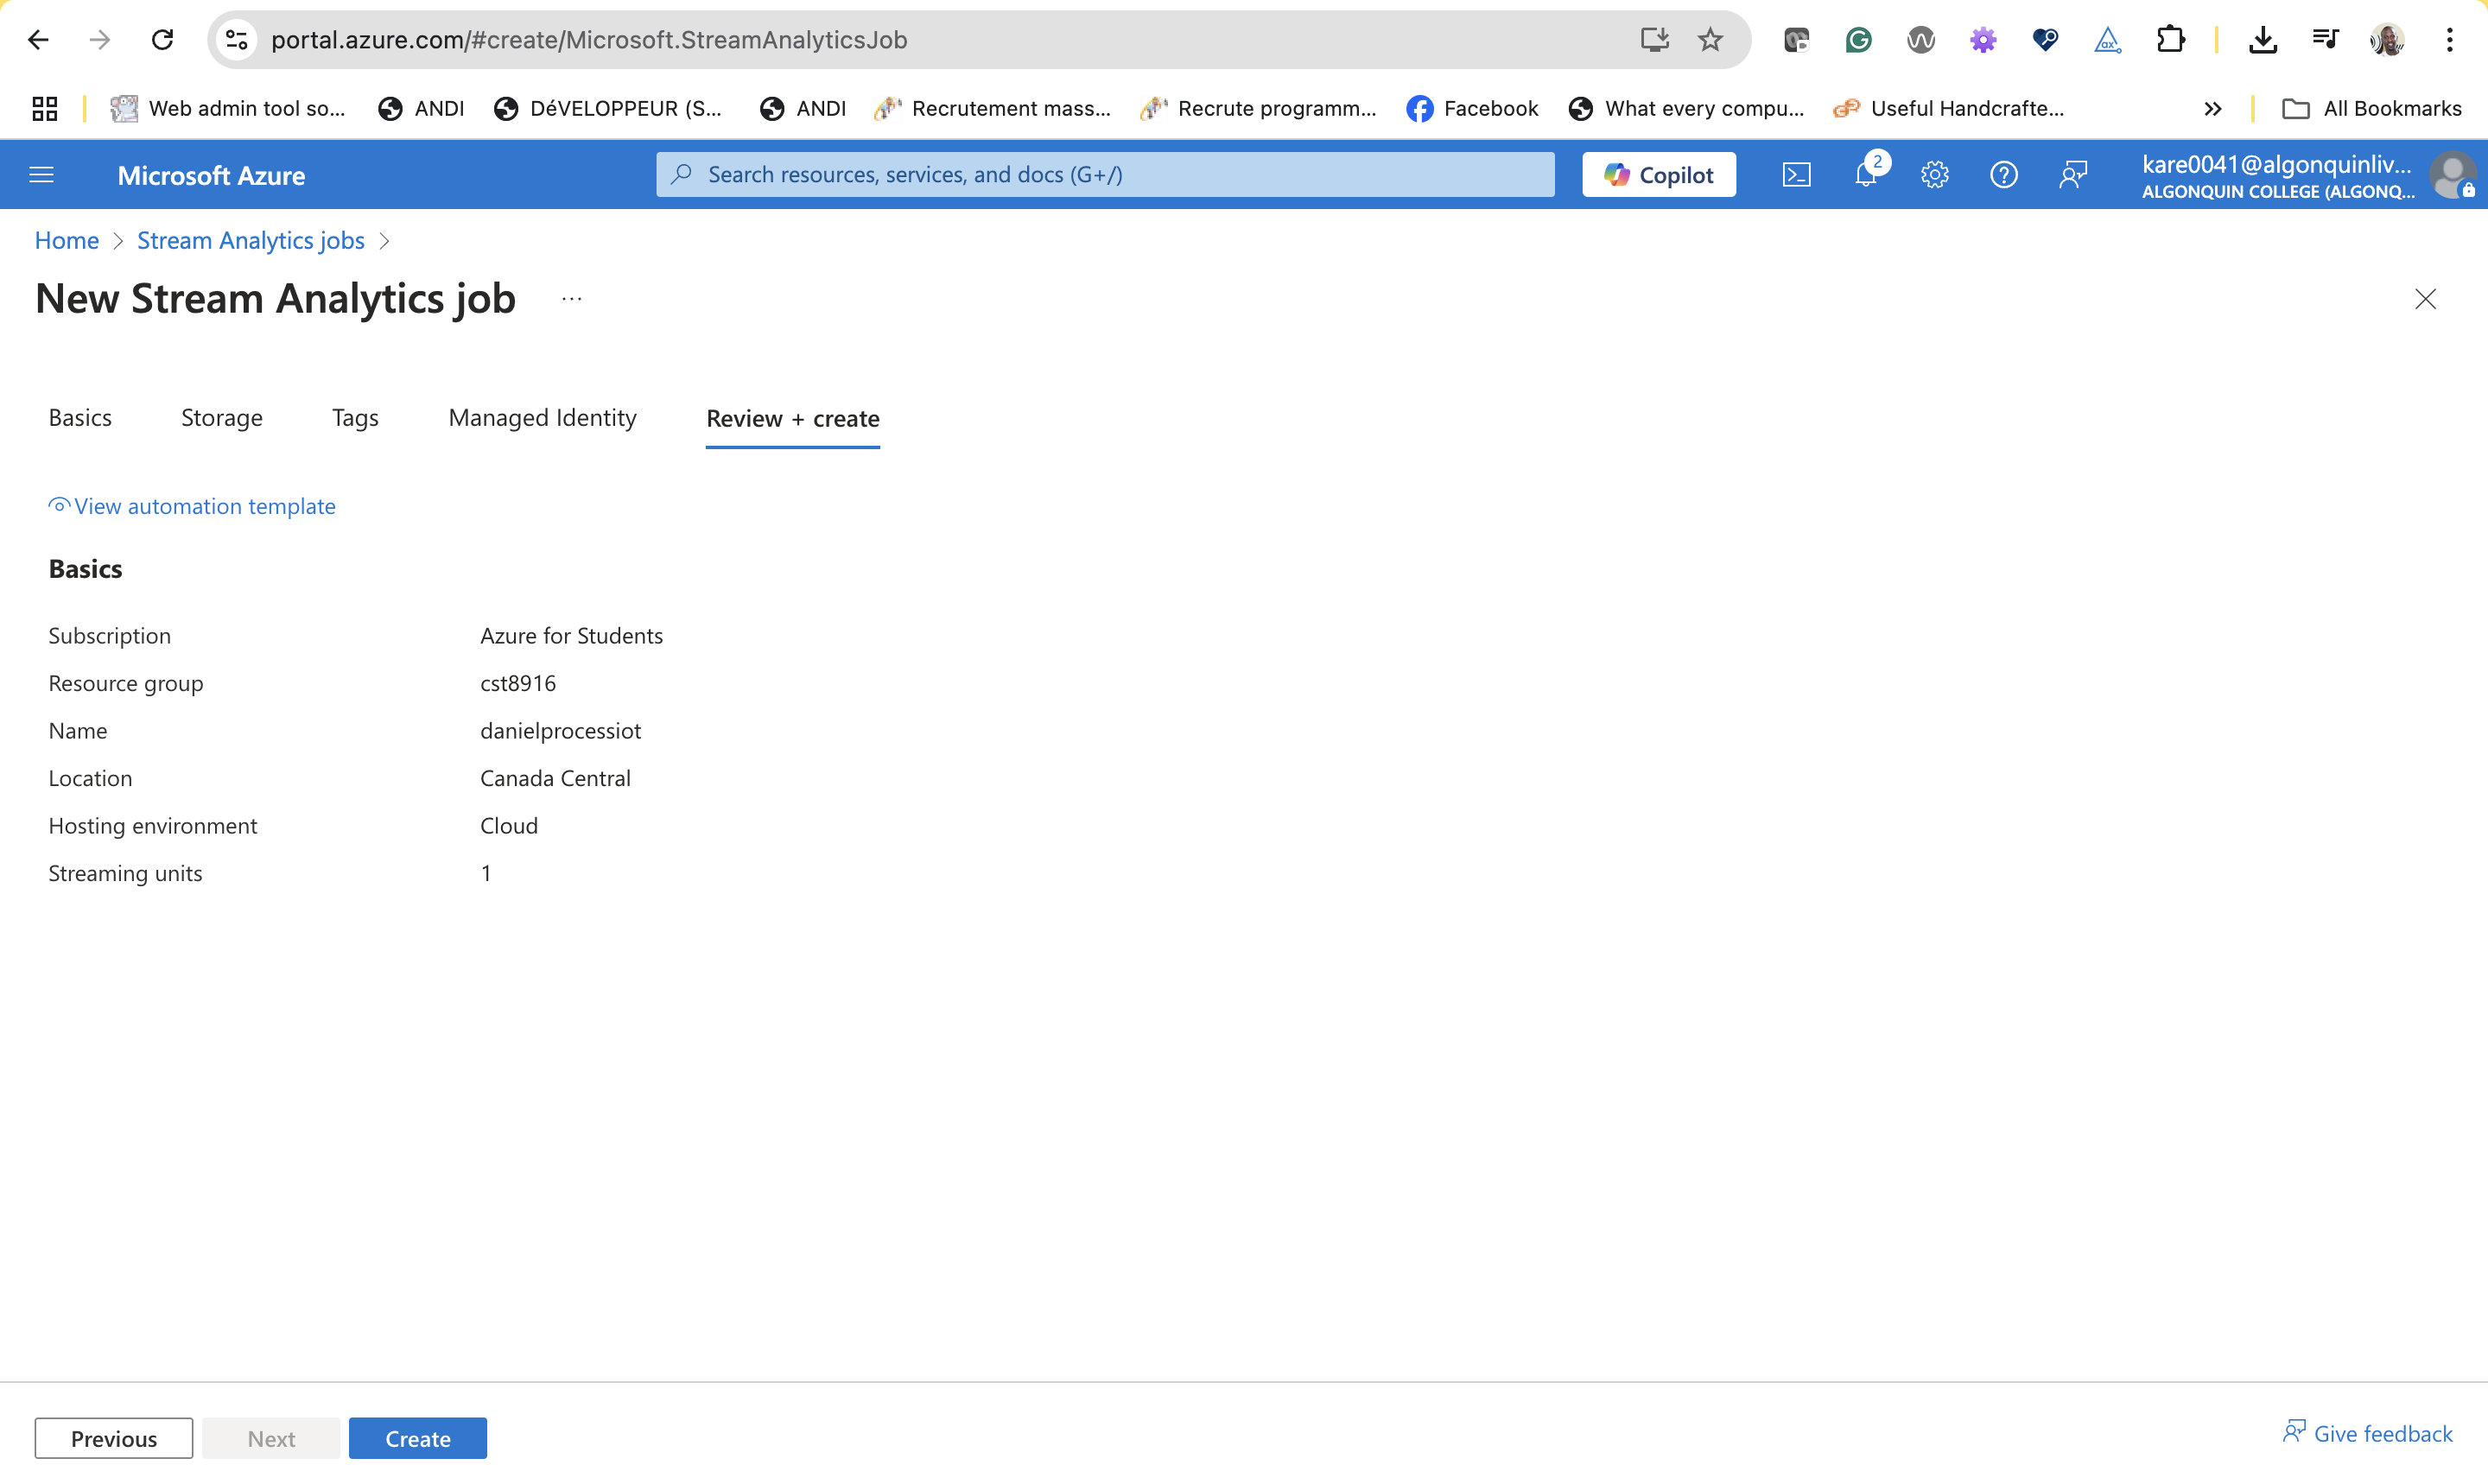 portal.azure.com/#create/Microsoft.StreamAnalyticsJob
Web admin tool so... ANDI DéVELOPPEUR (S... ANDI Recrutement mass... Recrute programm... Facebook What every compu... Useful Handcrafte... All Bookmarks
Microsoft Azure
Search resources, services, and docs (G+/)
Copilot
2
kare0041@algonquinliv...
ALGONQUIN COLLEGE (ALGONQ...
Home > Stream Analytics jobs >
New Stream Analytics job ...
Basics Storage Tags Managed Identity Review + create
View automation template
Basics
Subscription Azure for Students
Resource group cst8916
Name danielprocessiot
Location Canada Central
Hosting environment Cloud
Streaming units 1
Previous Next Create Give feedback